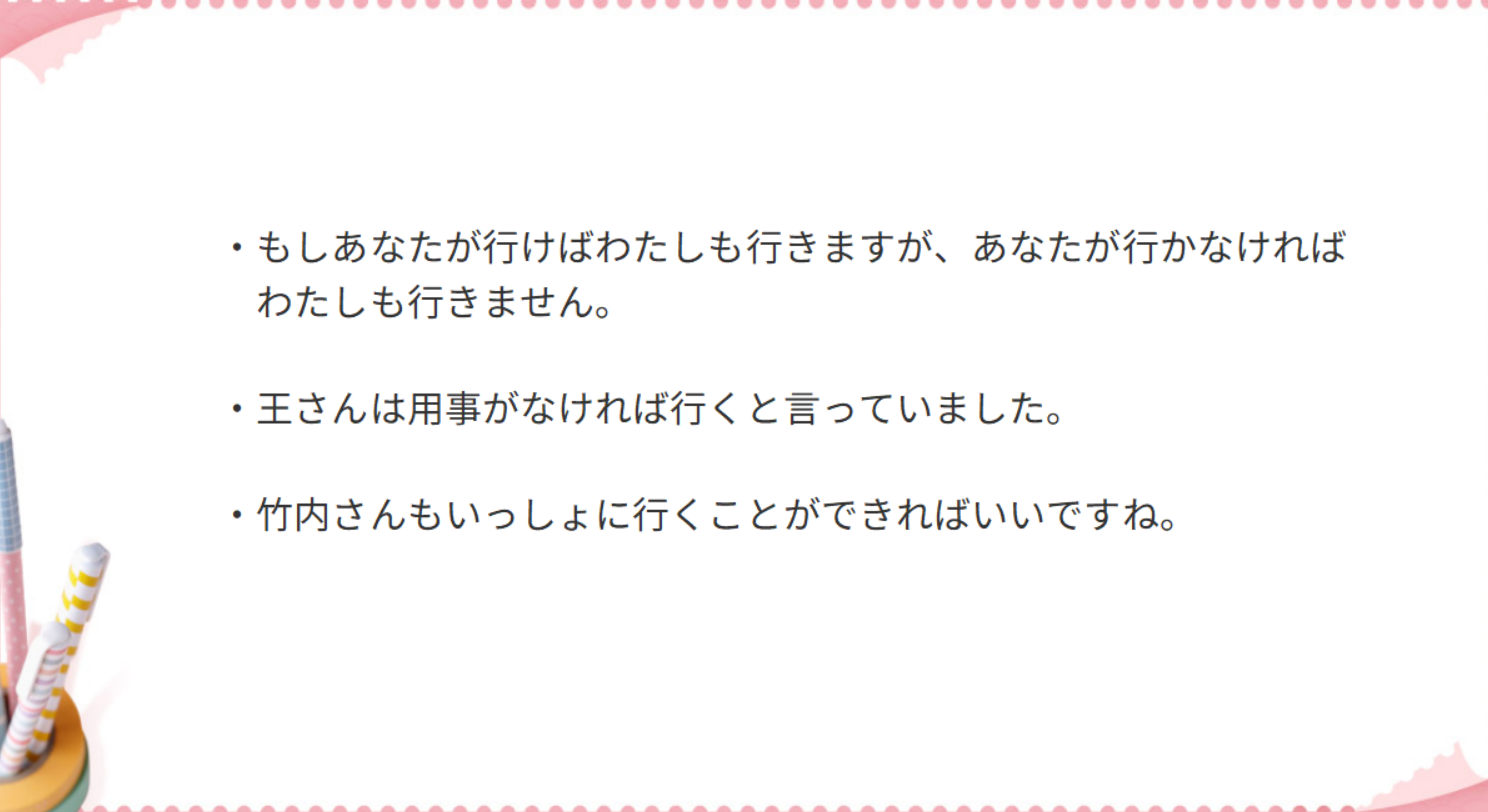 ・もしあなたが行けばわたしも行きますが、あなたが行かなければ
わたしも行きません。
・王さんは用事がなければ行くと言っていました。
・竹内さんもいっしょに行くことができればいいですね。